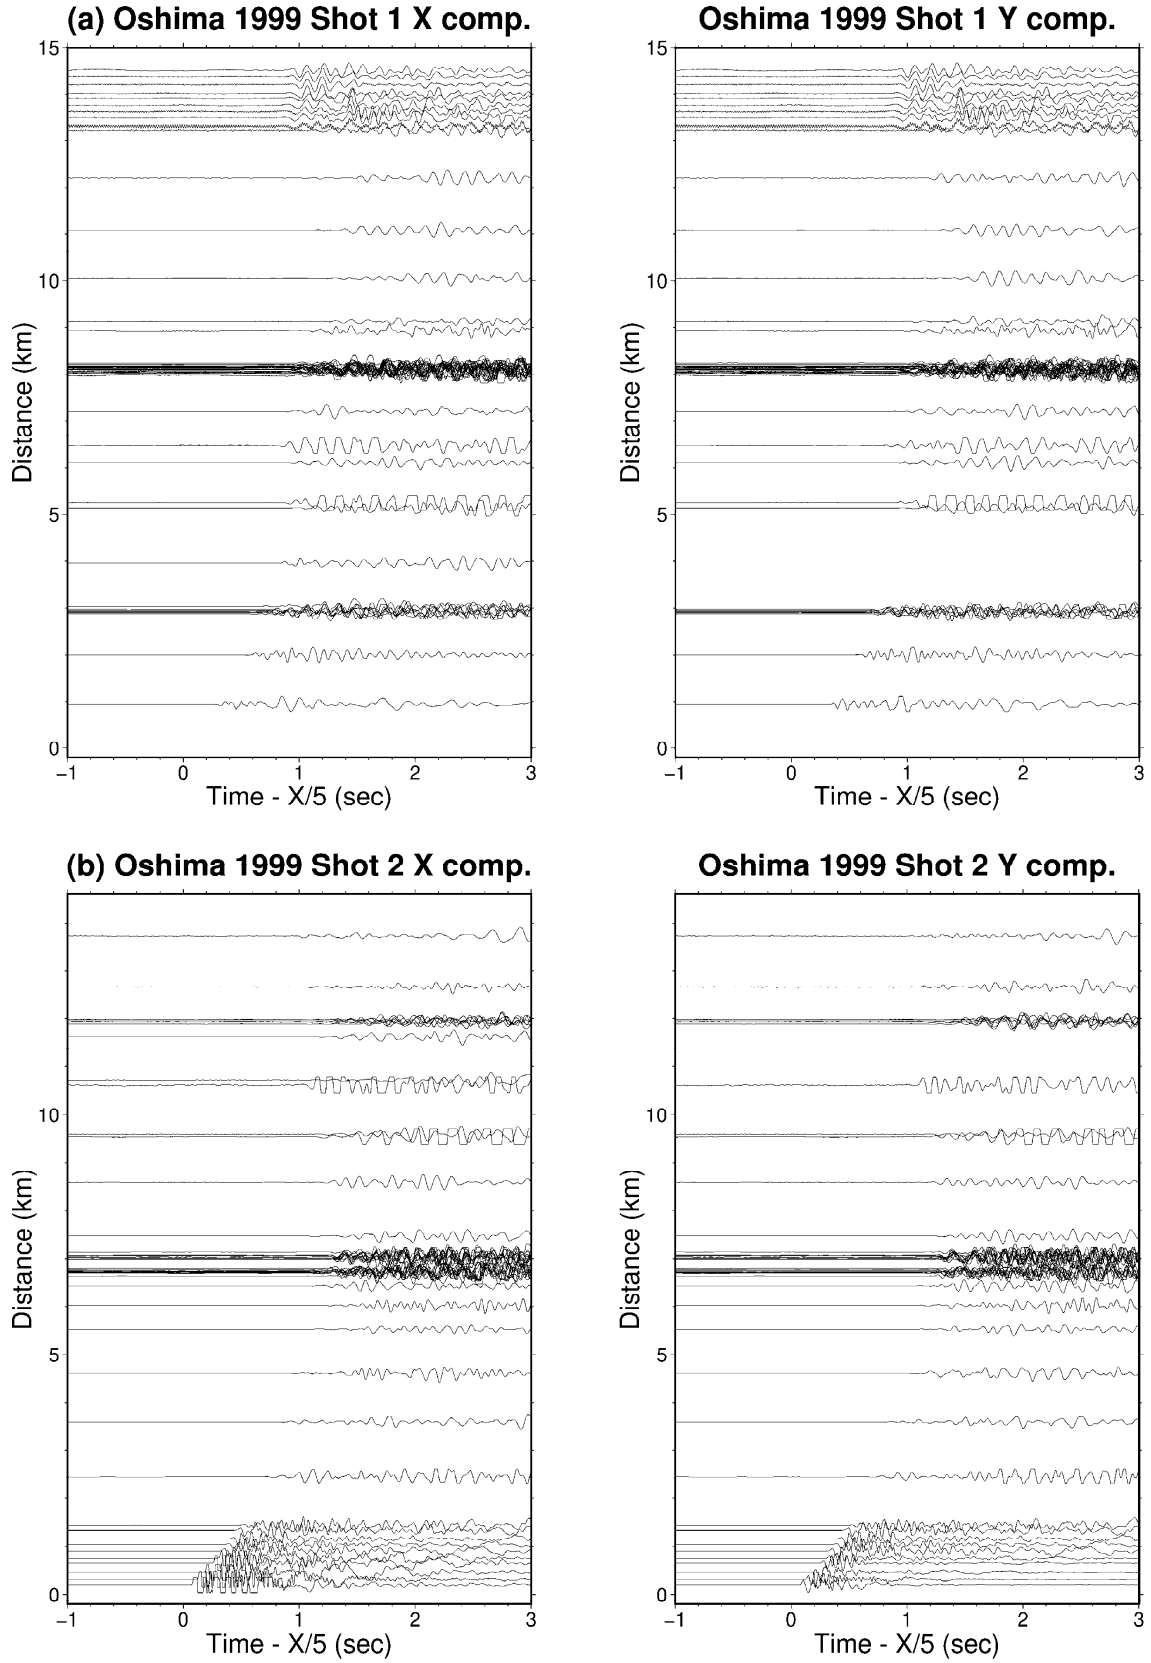 (a) Oshima 1999 Shot 1 X comp.
15
10
5
0
Distance (km)
−1 0 1 2 3
Time - X/5 (sec)
Oshima 1999 Shot 1 Y comp.
15
10
5
0
Distance (km)
−1 0 1 2 3
Time - X/5 (sec)
(b) Oshima 1999 Shot 2 X comp.
10
5
0
Distance (km)
−1 0 1 2 3
Time - X/5 (sec)
Oshima 1999 Shot 2 Y comp.
10
5
0
Distance (km)
−1 0 1 2 3
Time - X/5 (sec)